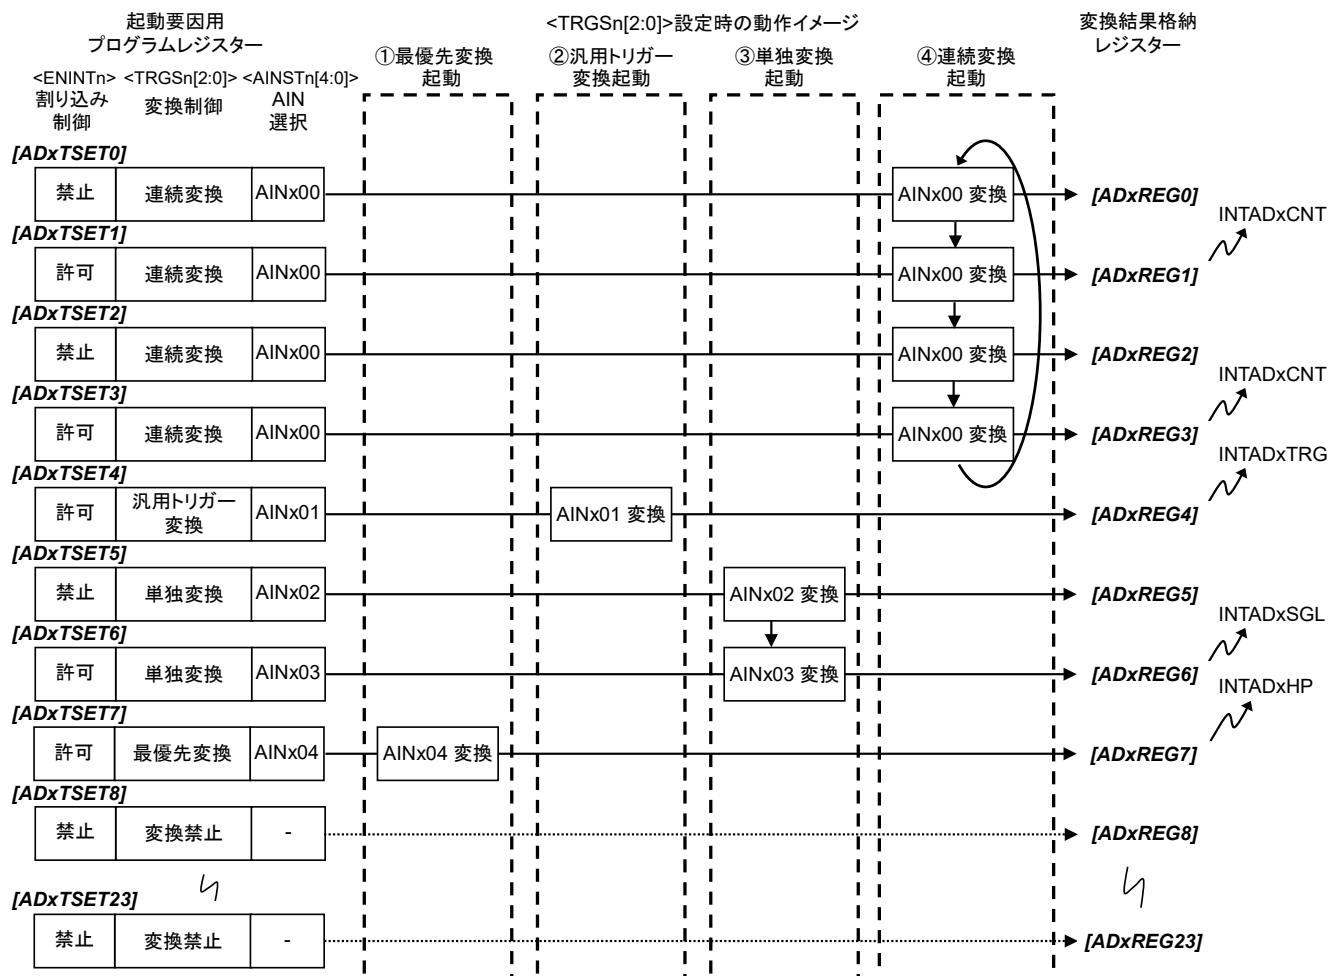 起動要因用
プログラムレジスター
<TRGSn[2:0]>設定時の動作イメージ
変換結果格納
レジスター
①最優先変換
起動
②汎用トリガー
変換起動
③単独変換
起動
④連続変換
起動
<ENINTn> <TRGSn[2:0]> <AINSTn[4:0]>
割り込み
制御
変換制御
AIN
選択
[ADxTSET0]
禁止 連続変換 AINx00 AINx00 変換 [ADxREG0]
INTADxCNT
[ADxTSET1]
許可 連続変換 AINx00 AINx00 変換 [ADxREG1]
[ADxTSET2]
禁止 連続変換 AINx00 AINx00 変換 [ADxREG2]
INTADxCNT
[ADxTSET3]
許可 連続変換 AINx00 AINx00 変換 [ADxREG3]
INTADxTRG
[ADxTSET4]
許可 汎用トリガー
変換 AINx01 AINx01 変換 [ADxREG4]
[ADxTSET5]
禁止 単独変換 AINx02 AINx02 変換 [ADxREG5]
INTADxSGL
[ADxTSET6]
許可 単独変換 AINx03 AINx03 変換 [ADxREG6]
INTADxHP
[ADxTSET7]
許可 最優先変換 AINx04 AINx04 変換 [ADxREG7]
[ADxTSET8]
禁止 変換禁止 - [ADxREG8]
[ADxTSET23]
禁止 変換禁止 - [ADxREG23]